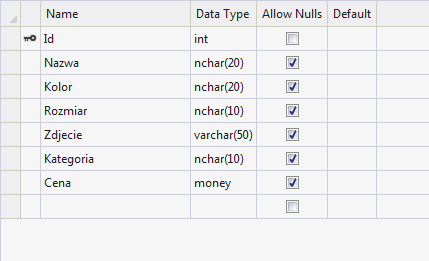 Name Data Type Allow Nulls Default
Id int
Nazwa nchar(20)
Kolor nchar(20)
Rozmiar nchar(10)
Zdjecie varchar(50)
Kategoria nchar(10)
Cena money